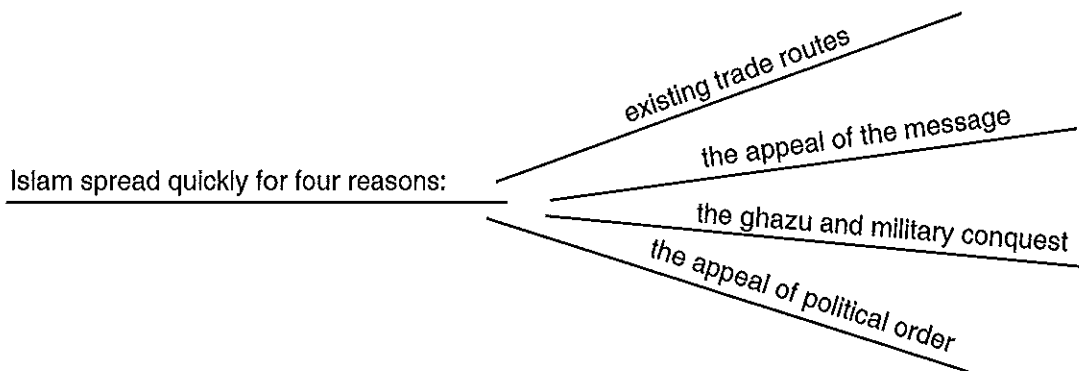 existing trade routes
the appeal of the message
Islam spread quickly for four reasons:
the ghazu and military conquest
the appeal of political order